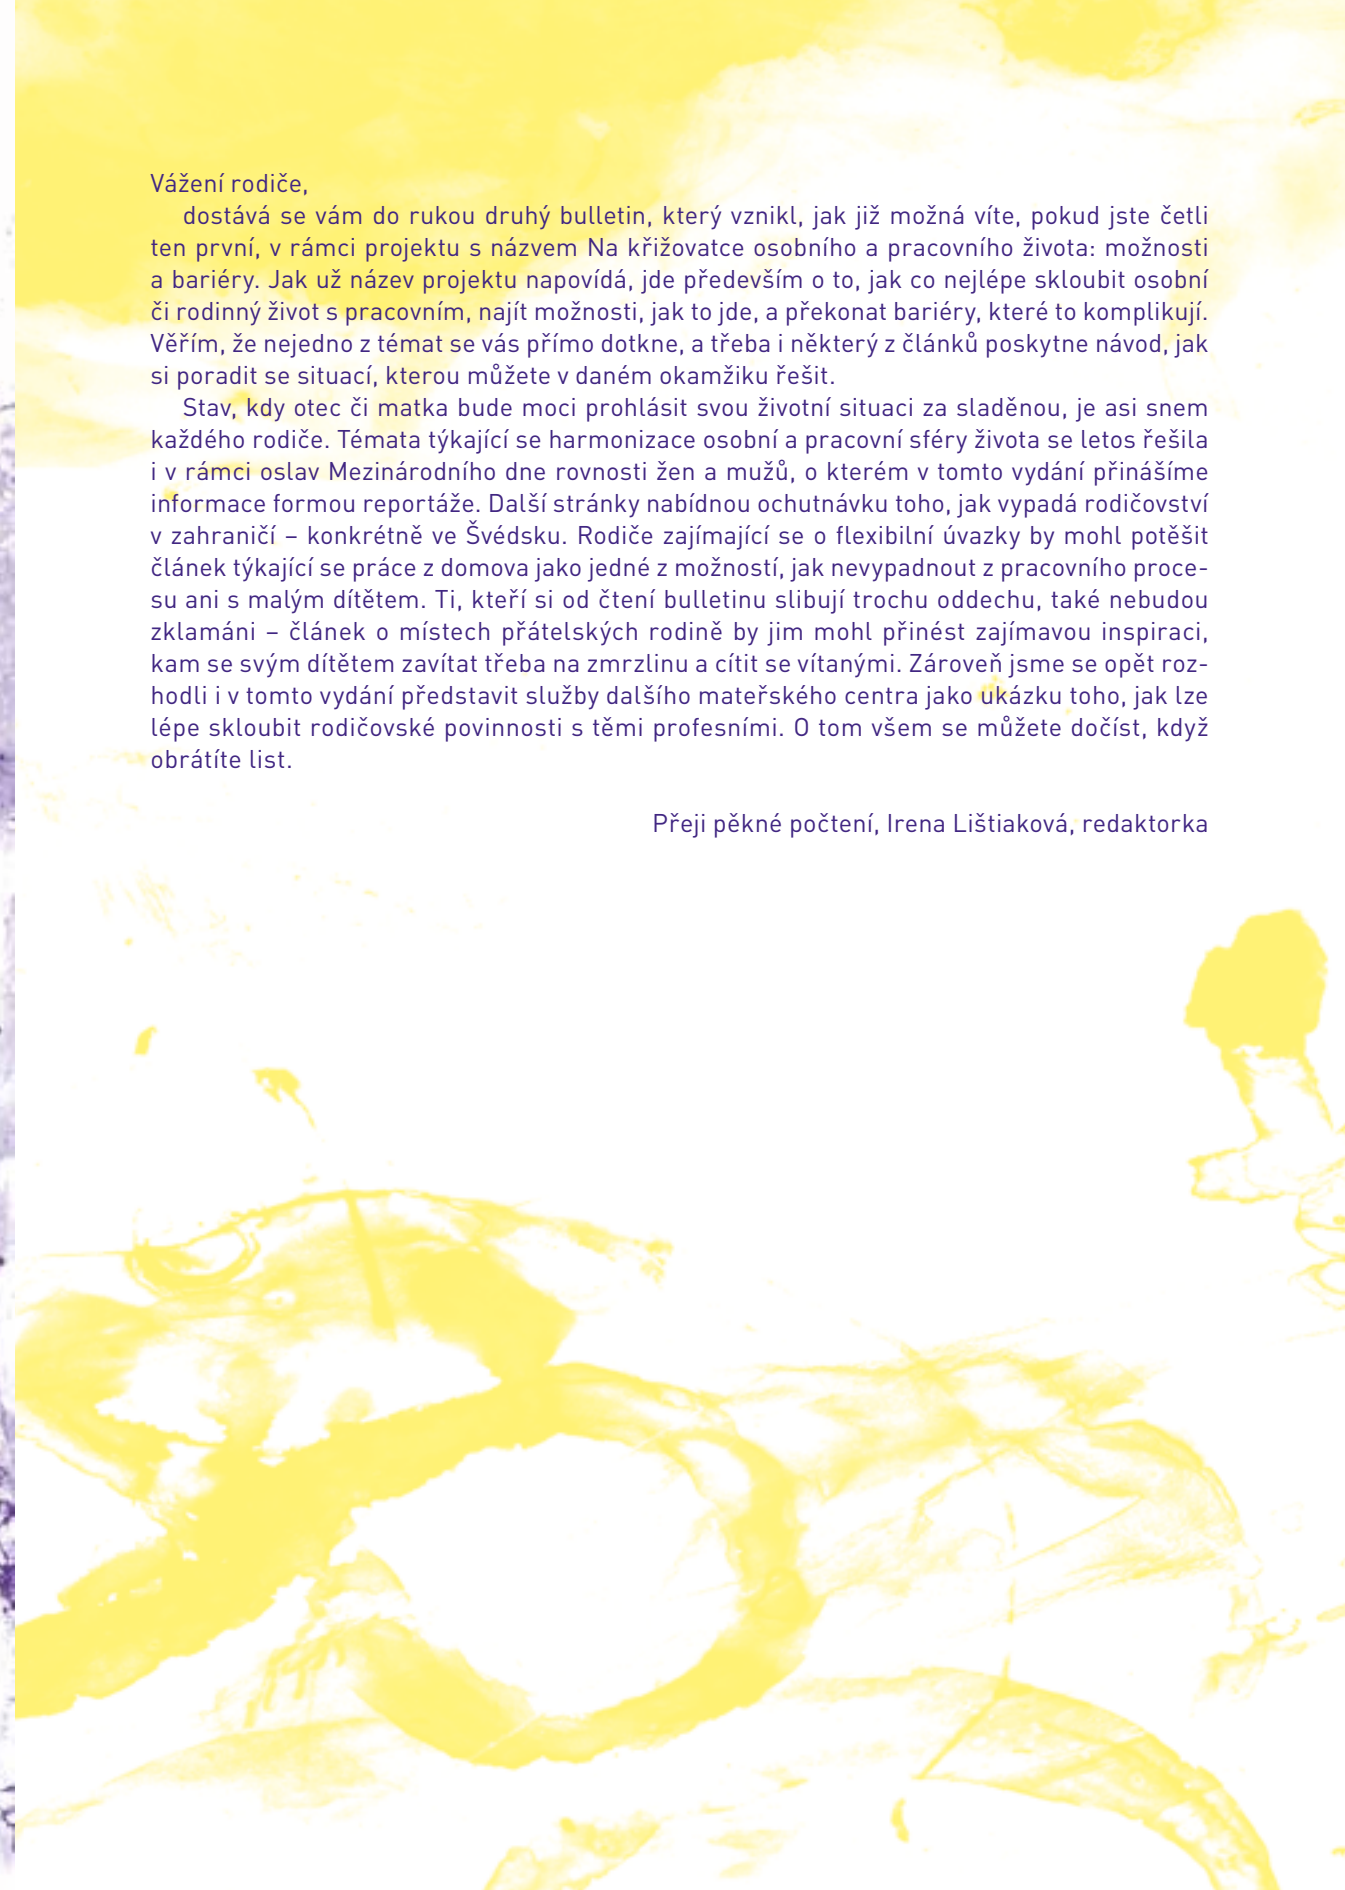 Vážení rodiče,
dostává se vám do rukou druhý bulletin, který vznikl, jak již možná víte, pokud jste četli
ten první, v rámci projektu s názvem Na křižovatce osobního a pracovního života: možnosti
a bariéry. Jak už název projektu napovídá, jde především o to, jak co nejlépe skloubit osobní
či rodinný život s pracovním, najít možnosti, jak to jde, a překonat bariéry, které to komplikují.
Věřím, že nejedno z témat se vás přímo dotkne, a třeba i některý z článků poskytne návod, jak
si poradit se situací, kterou můžete v daném okamžiku řešit.
Stav, kdy otec či matka bude moci prohlásit svou životní situaci za sladěnou, je asi snem
každého rodiče. Témata týkající se harmonizace osobní a pracovní sféry života se letos řešila
i v rámci oslav Mezinárodního dne rovnosti žen a mužů, o kterém v tomto vydání přinášíme
informace formou reportáže. Další stránky nabídnou ochutnávku toho, jak vypadá rodičovství
v zahraničí – konkrétně ve Švédsku. Rodiče zajímající se o flexibilní úvazky by mohl potěšit
článek týkající se práce z domova jako jedné z možností, jak nevypadnout z pracovního proce-
su ani s malým dítětem. Ti, kteří si od čtení bulletinu slibují trochu oddechu, také nebudou
zklamáni – článek o místech přátelských rodině by jim mohl přinést zajímavou inspiraci,
kam se svým dítětem zavítat třeba na zmrzlinu a cítit se vítanými. Zároveň jsme se opět roz-
hodli i v tomto vydání představit služby dalšího mateřského centra jako ukázku toho, jak lze
lépe skloubit rodičovské povinnosti s těmi profesními. O tom všem se můžete dočíst, když
obrátíte list.
Přeji pěkné počtení, Irena Lištiaková, redaktorka